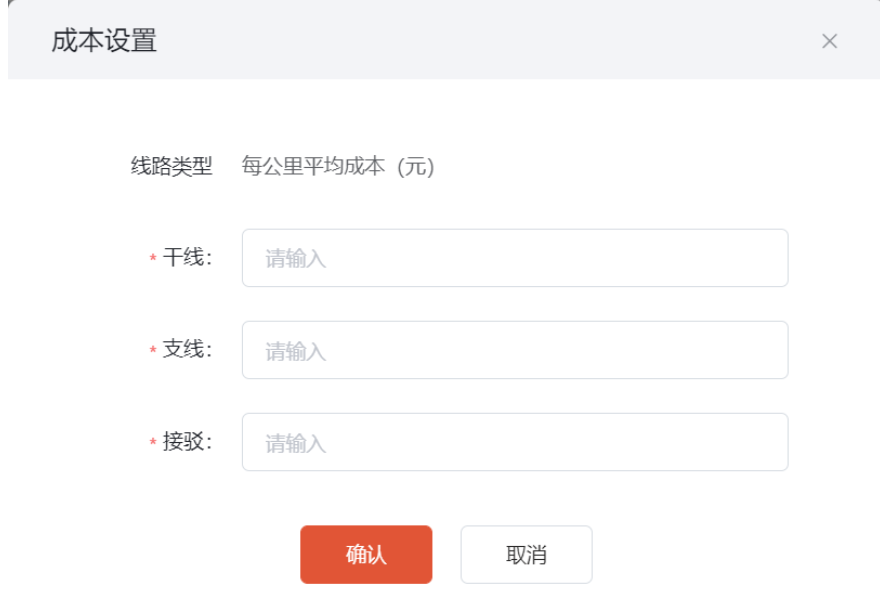 成本设置
线路类型 每公里平均成本 (元)
* 干线： 请输入
* 支线： 请输入
* 接驳： 请输入
确认 取消